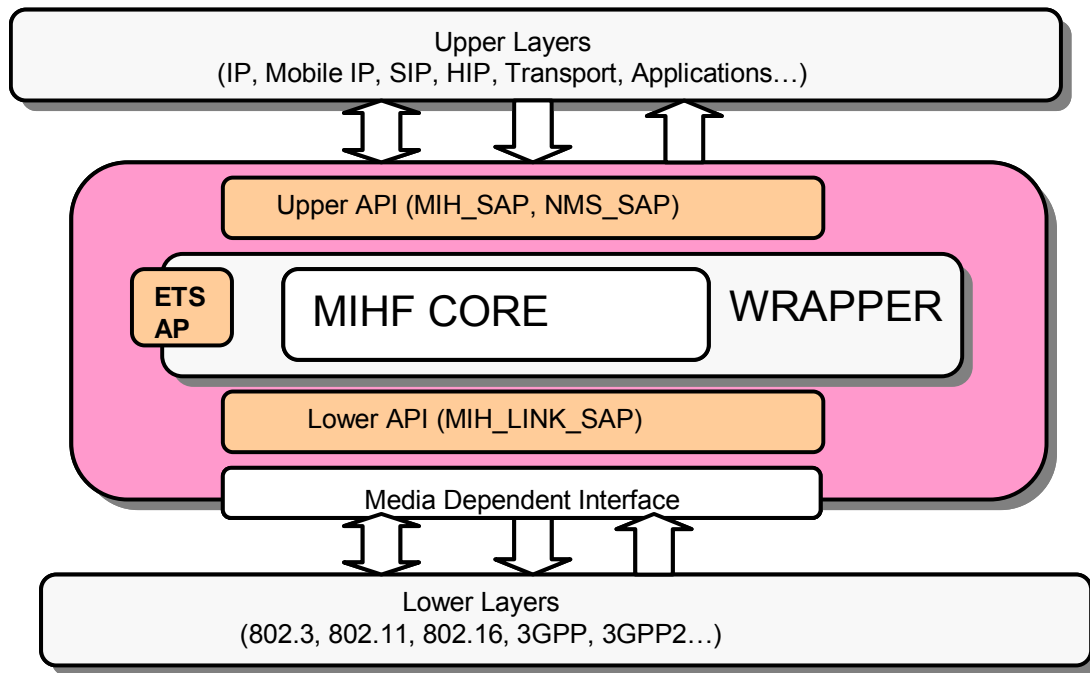 Upper Layers
(IP, Mobile IP, SIP, HIP, Transport, Applications…)
Upper API (MIH_SAP, NMS_SAP)
ETS
AP
MIHF CORE
WRAPPER
Lower API (MIH_LINK_SAP)
Media Dependent Interface
Lower Layers
(802.3, 802.11, 802.16, 3GPP, 3GPP2…)